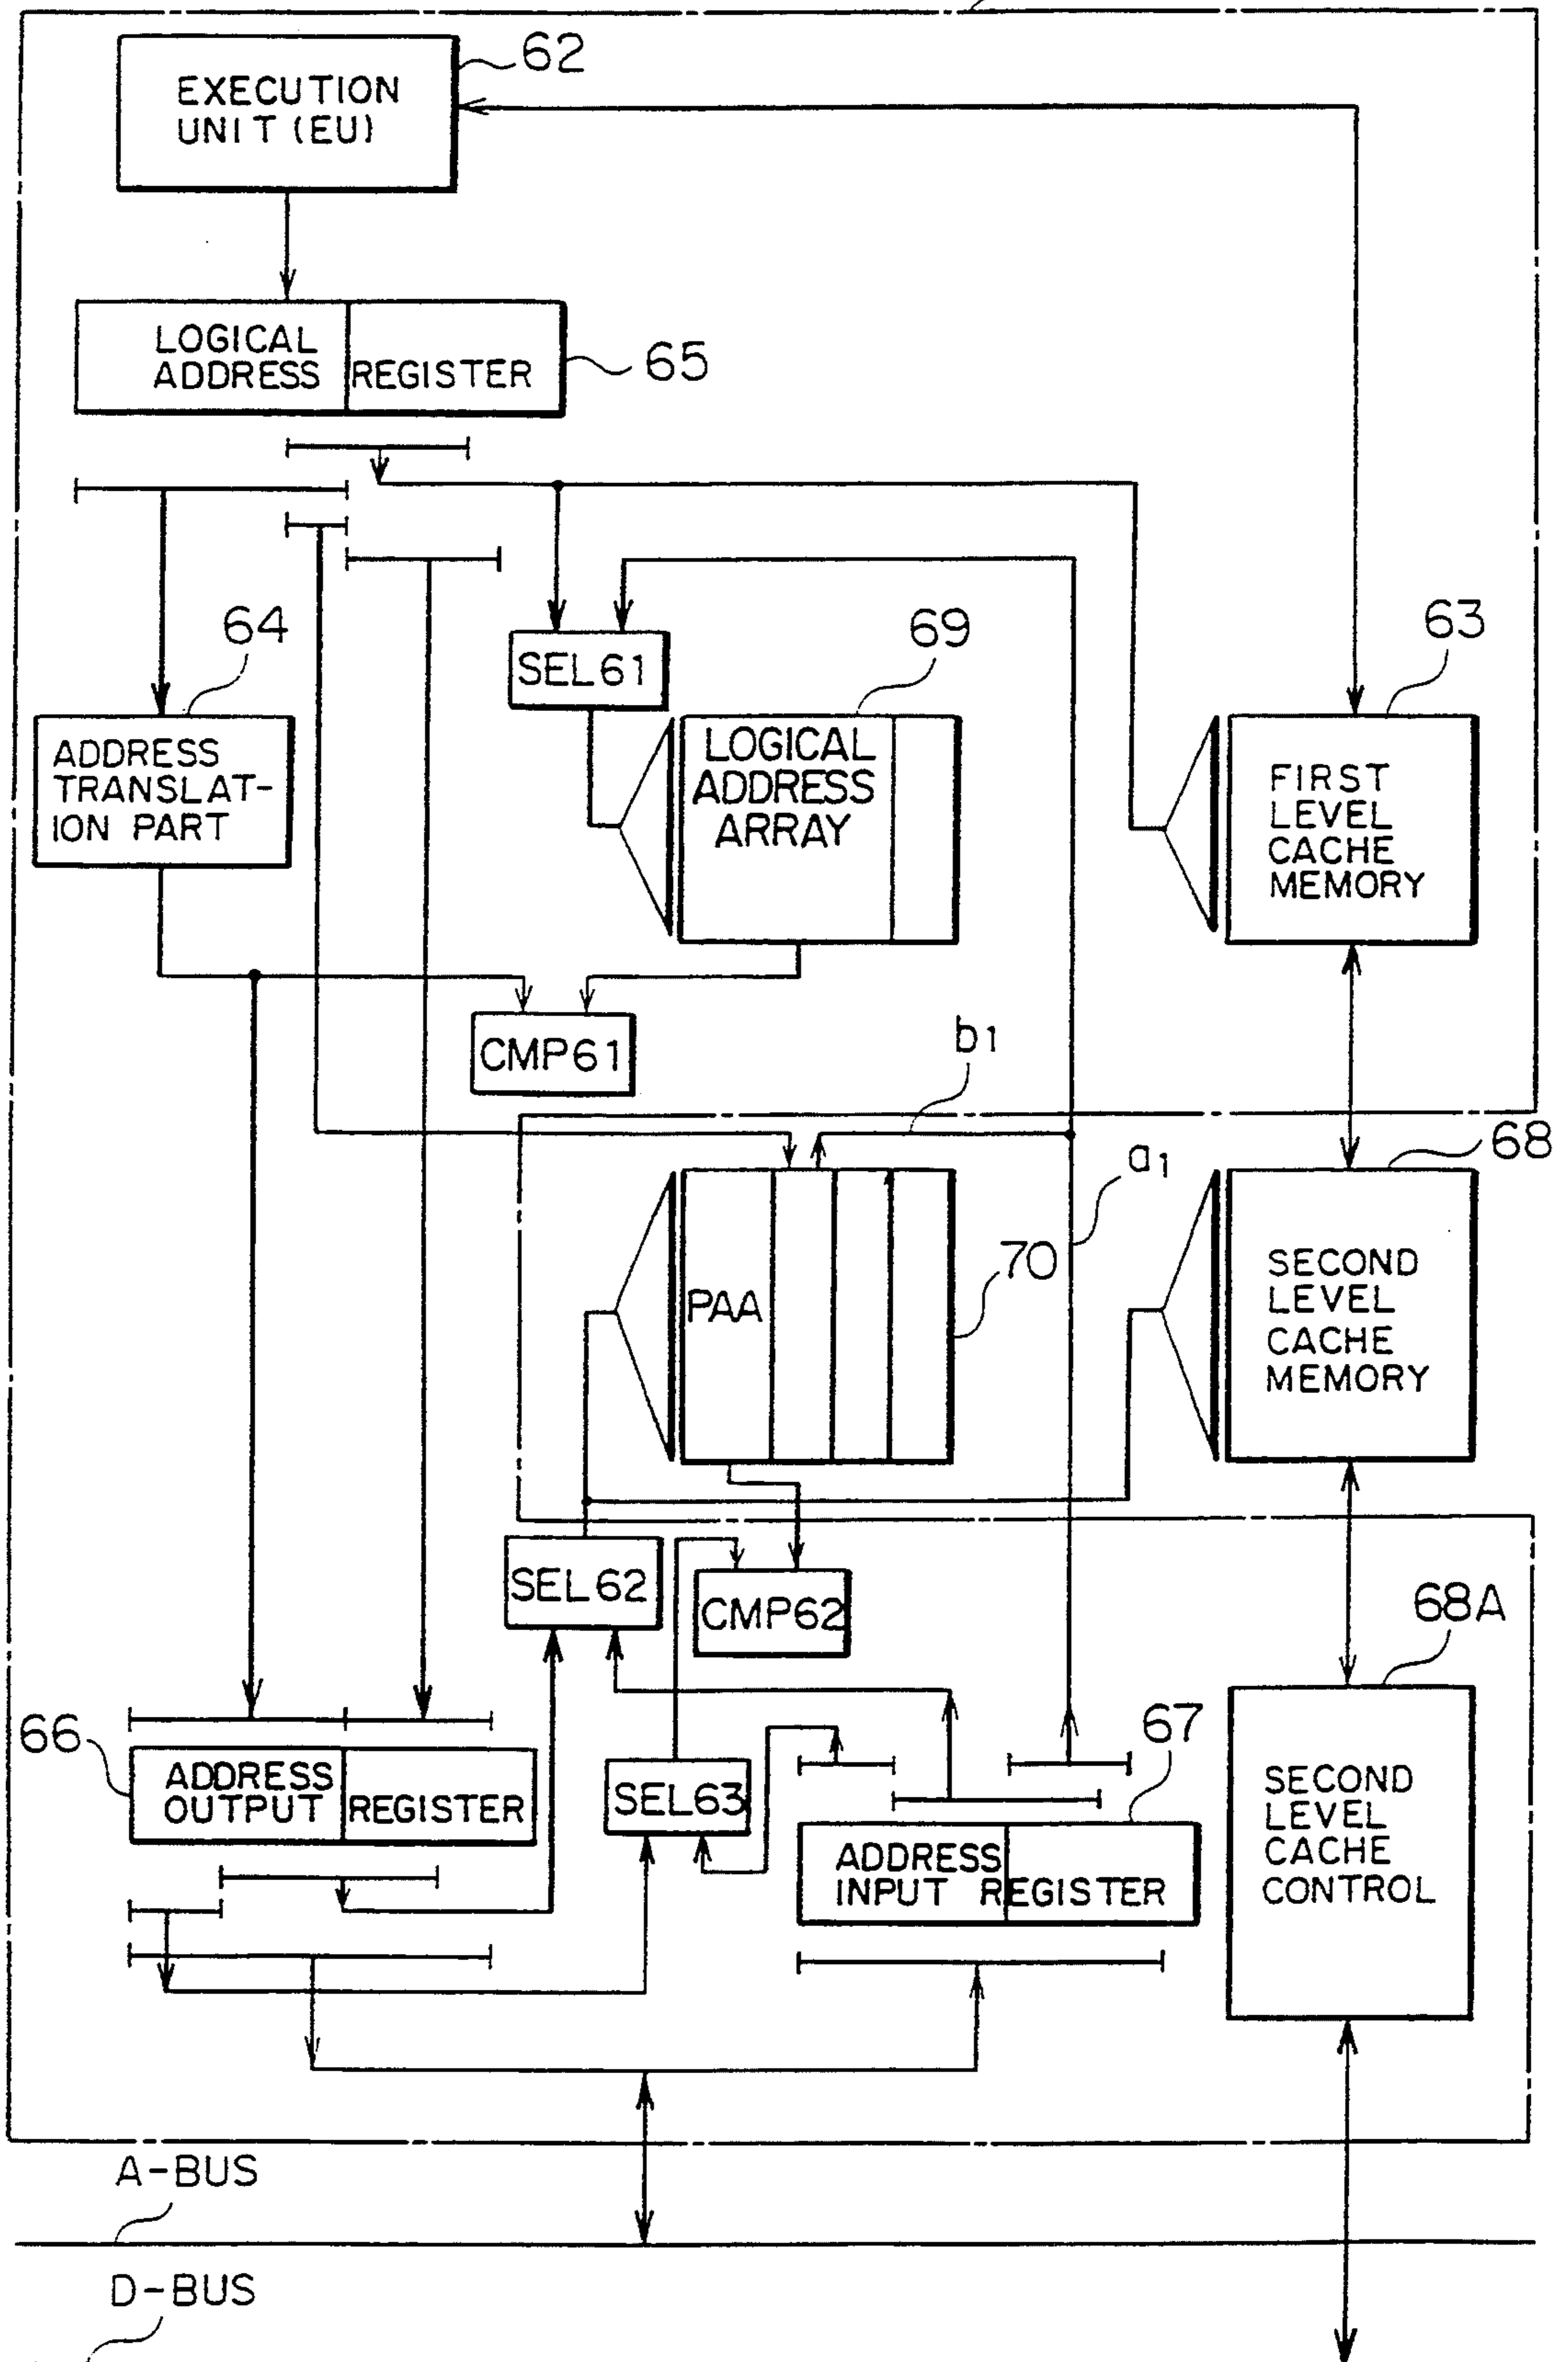 62
EXECUTION
UNIT (EU)
LOGICAL
ADDRESS REGISTER
65
64
69
63
SEL61
ADDRESS
TRANSLAT-
ION PART
LOGICAL
ADDRESS
ARRAY
FIRST
LEVEL
CACHE
MEMORY
CMP61
b1
a1
68
70
PAA
SECOND
LEVEL
CACHE
MEMORY
SEL62
CMP62
68A
66
67
ADDRESS
OUTPUT REGISTER
SEL63
ADDRESS
INPUT REGISTER
SECOND
LEVEL
CACHE
CONTROL
A-BUS
D-BUS